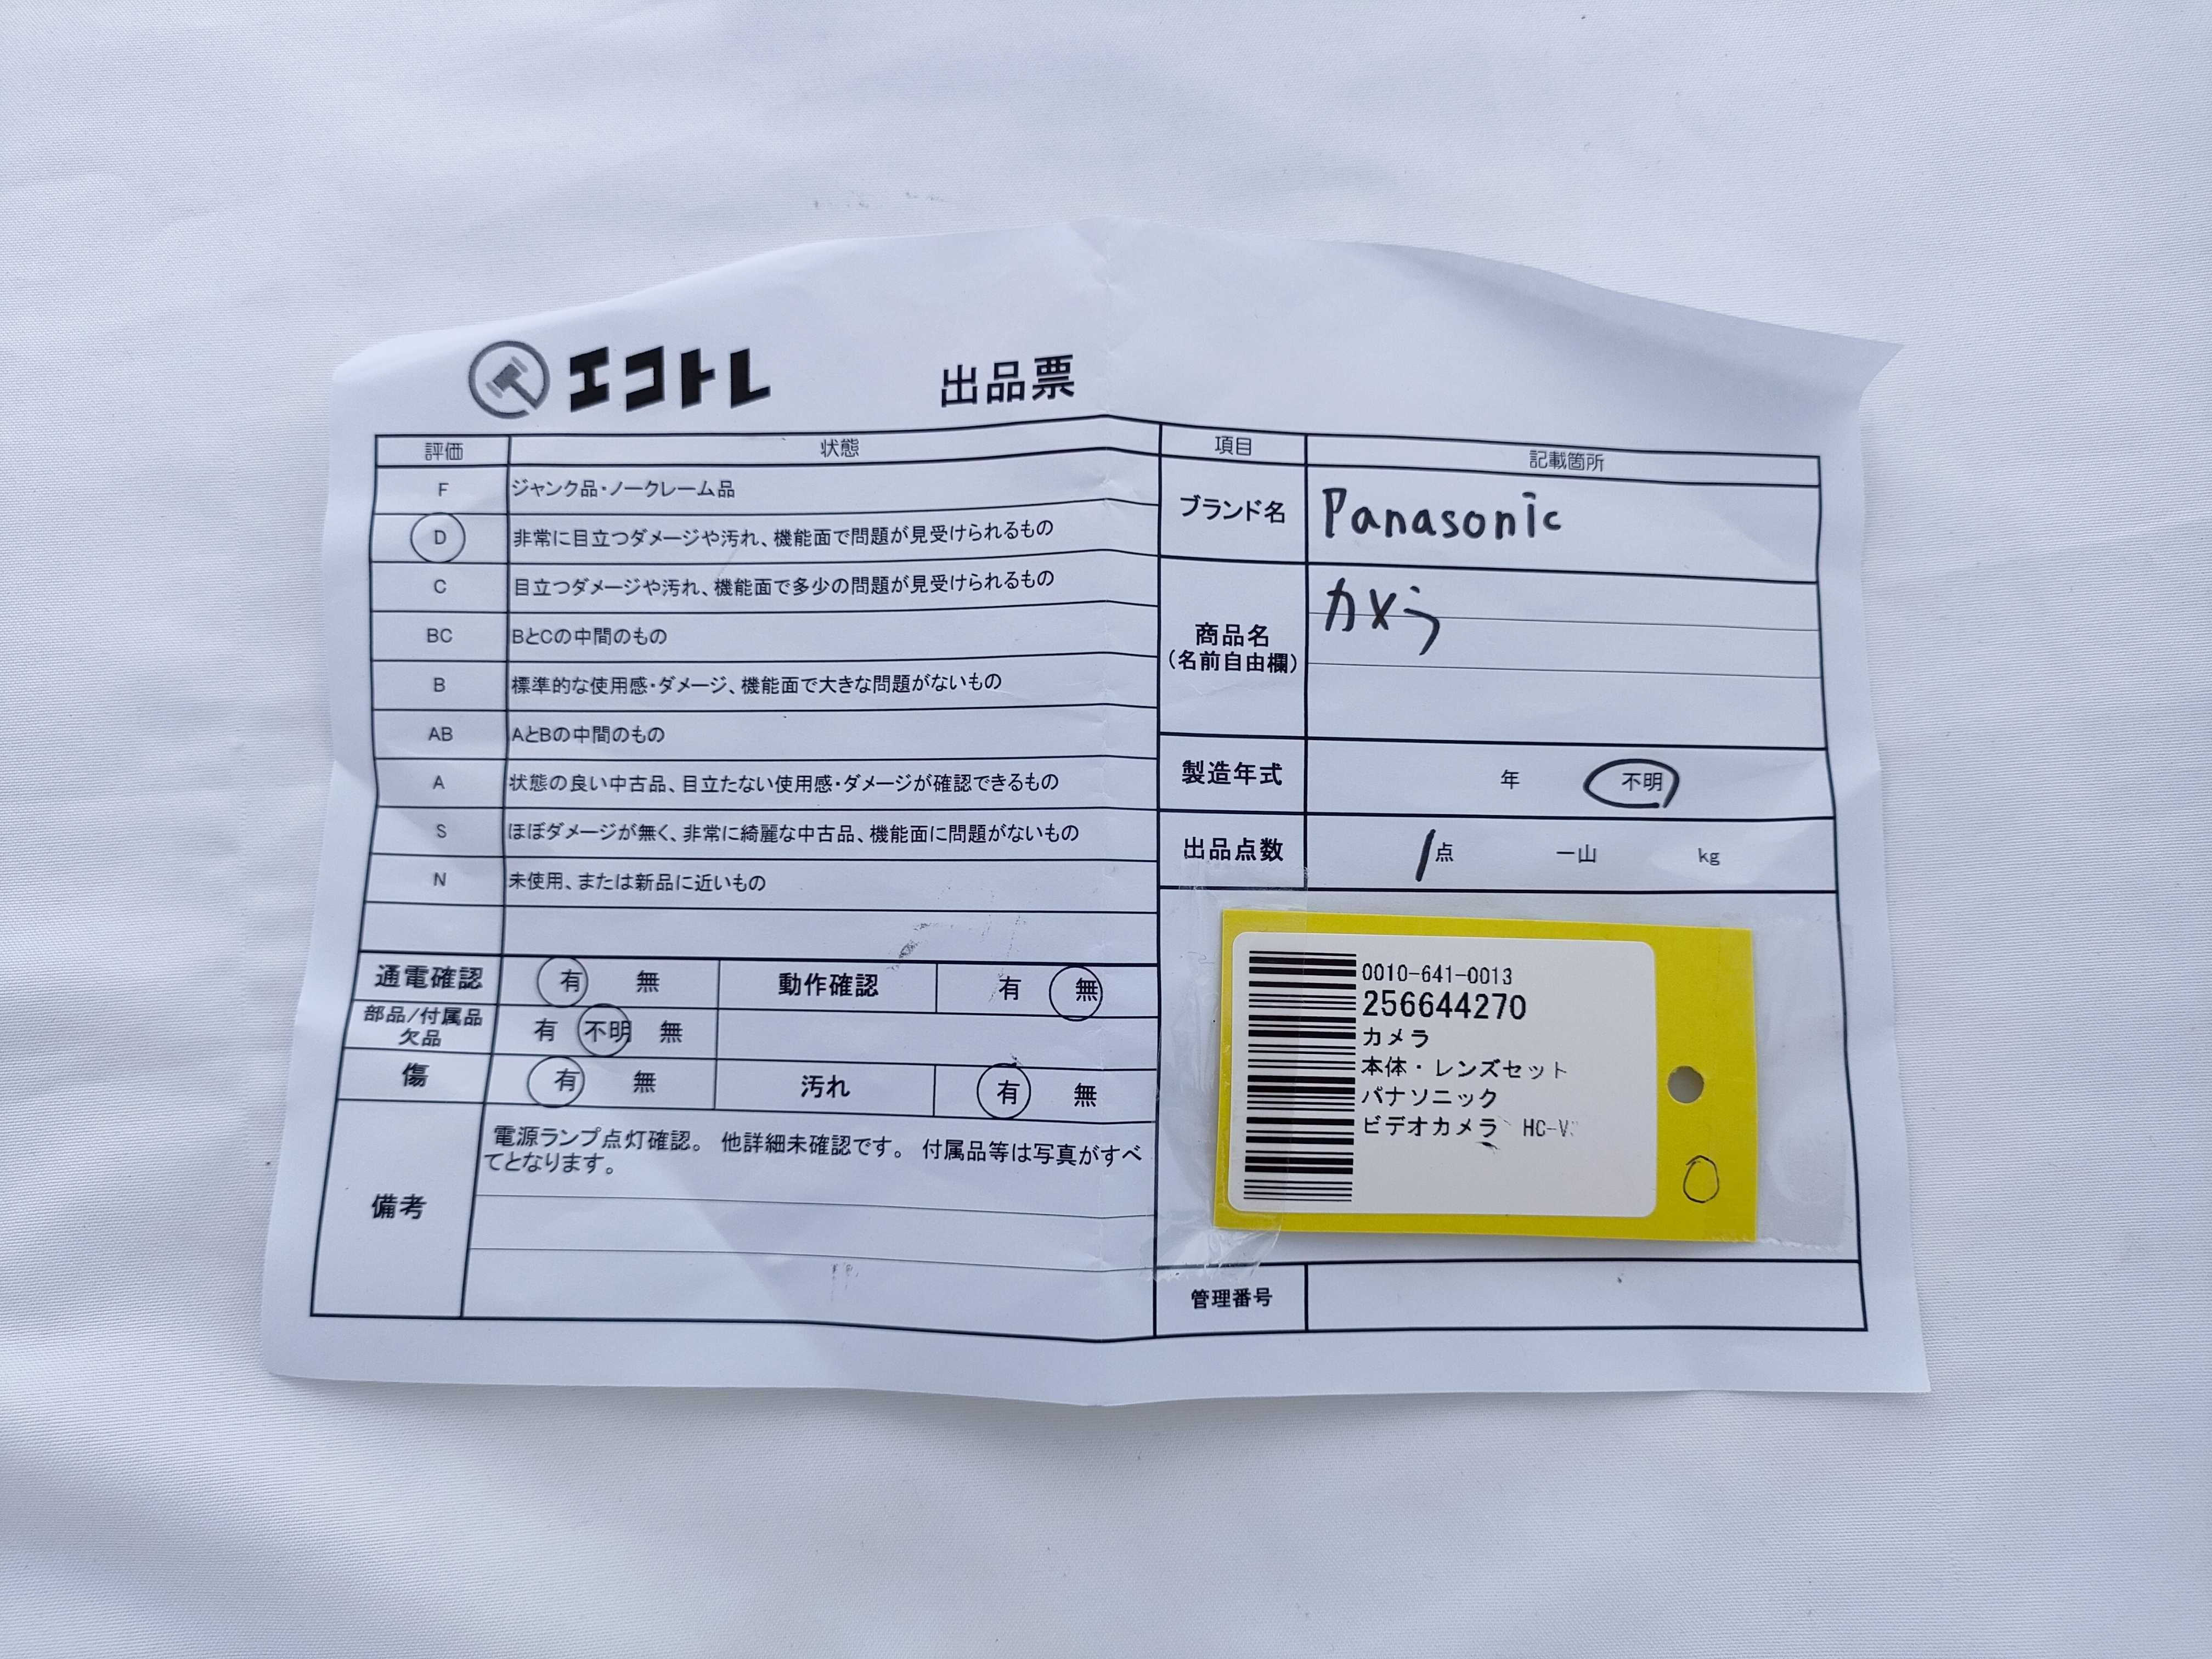 エコトレ 出品票
評価 状態
F ジャンク品・ノークレーム品
D 非常に目立つダメージや汚れ、機能面で問題が見受けられるもの
C 目立つダメージや汚れ、機能面で多少の問題が見受けられるもの
BC BとCの中間のもの
B 標準的な使用感・ダメージ、機能面で大きな問題がないもの
AB AとBの中間のもの
A 状態の良い中古品、目立たない使用感・ダメージが確認できるもの
S ほぼダメージが無く、非常に綺麗な中古品、機能面に問題がないもの
N 未使用、または新品に近いもの
通電確認 有 無 動作確認 有 無
部品/付属品
欠品 有 不明 無
傷 有 無 汚れ 有 無
備考
電源ランプ点灯確認。 他詳細未確認です。 付属品等は写真がすべ
てとなります。
項目 記載箇所
ブランド名 Panasonic
商品名
(名前自由欄)
カメラ
製造年式 年 不明
出品点数 1点 一山 kg
0010-641-0013
256644270
カメラ
本体・レンズセット
パナソニック
ビデオカメラ
管理番号